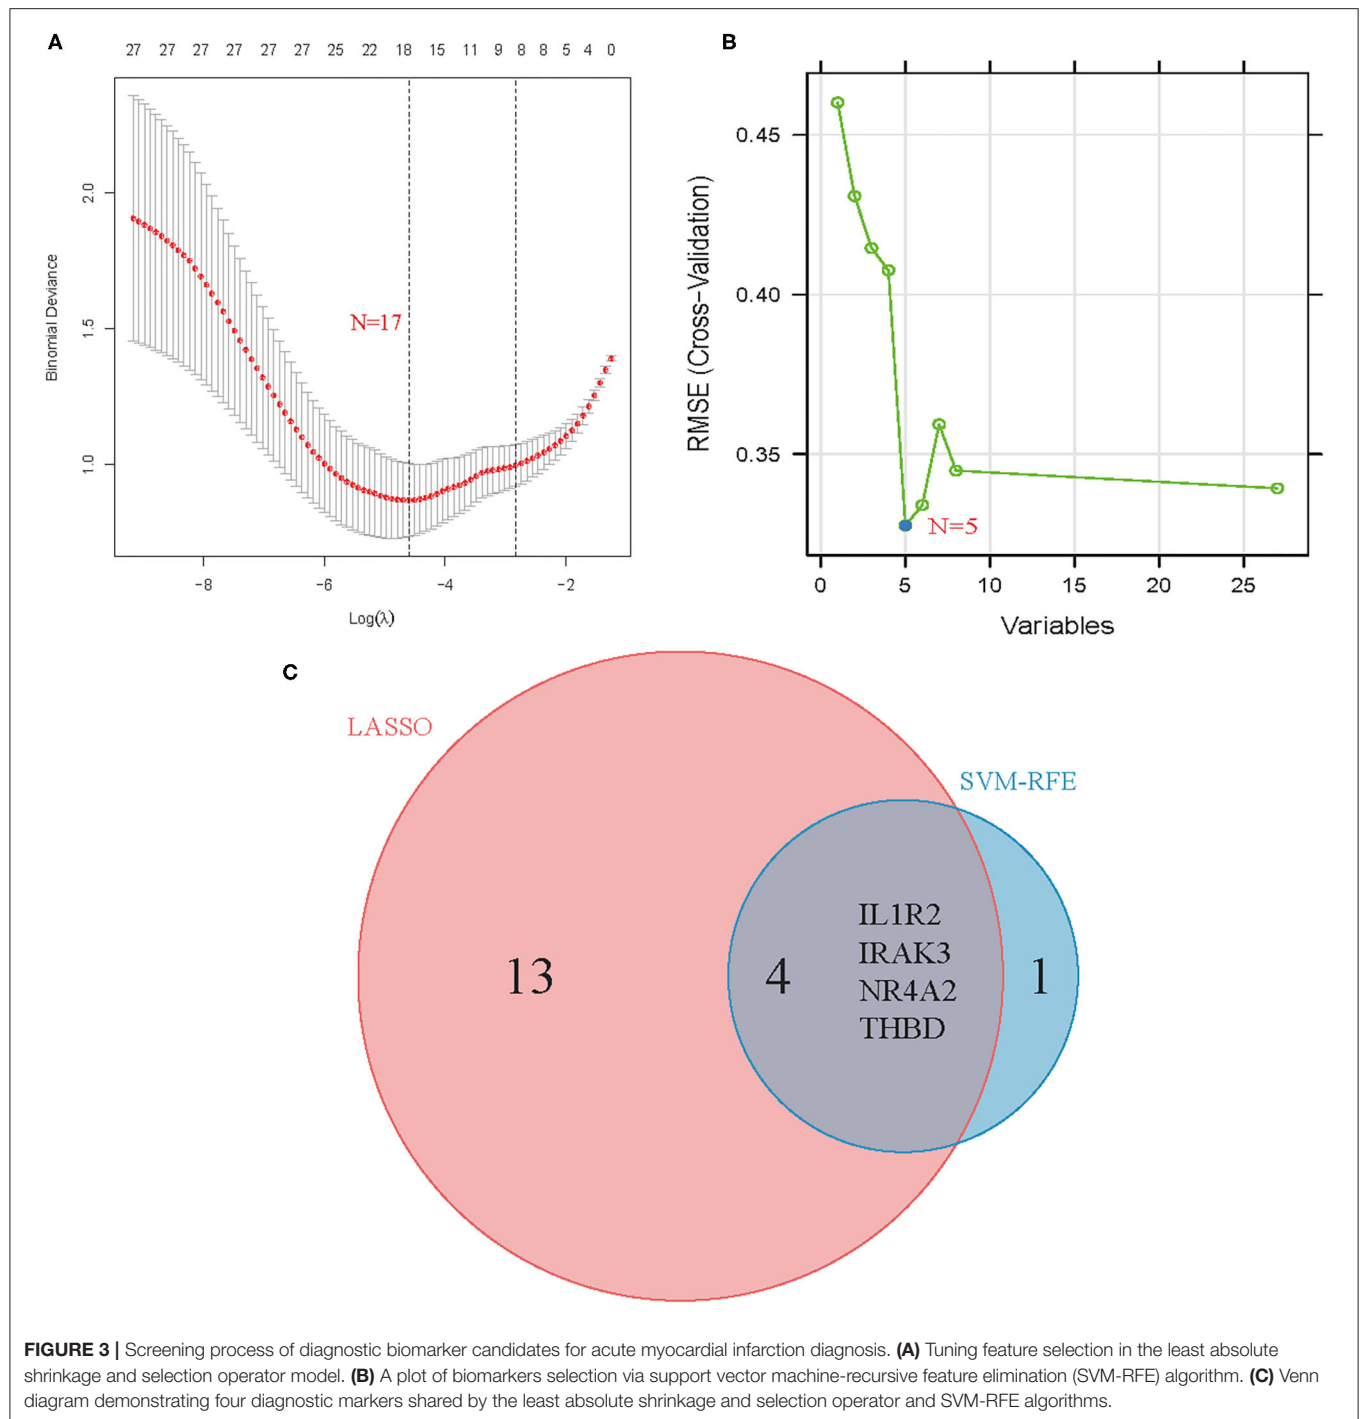 A
27 27 27 27 27 27 25 22 18 15 11 9 8 8 5 4 0
2.0
1.5
1.0
Binomial Deviance
N=17
−8 −6 −4 −2
Log(λ)
B
0.45
0.40
0.35
RMSE (Cross-Validation)
N=5
0 5 10 15 20 25
Variables
C
LASSO
SVM-RFE
13
4
IL1R2
IRAK3
NR4A2
THBD
1
FIGURE 3 | Screening process of diagnostic biomarker candidates for acute myocardial infarction diagnosis. (A) Tuning feature selection in the least absolute
shrinkage and selection operator model. (B) A plot of biomarkers selection via support vector machine-recursive feature elimination (SVM-RFE) algorithm. (C) Venn
diagram demonstrating four diagnostic markers shared by the least absolute shrinkage and selection operator and SVM-RFE algorithms.